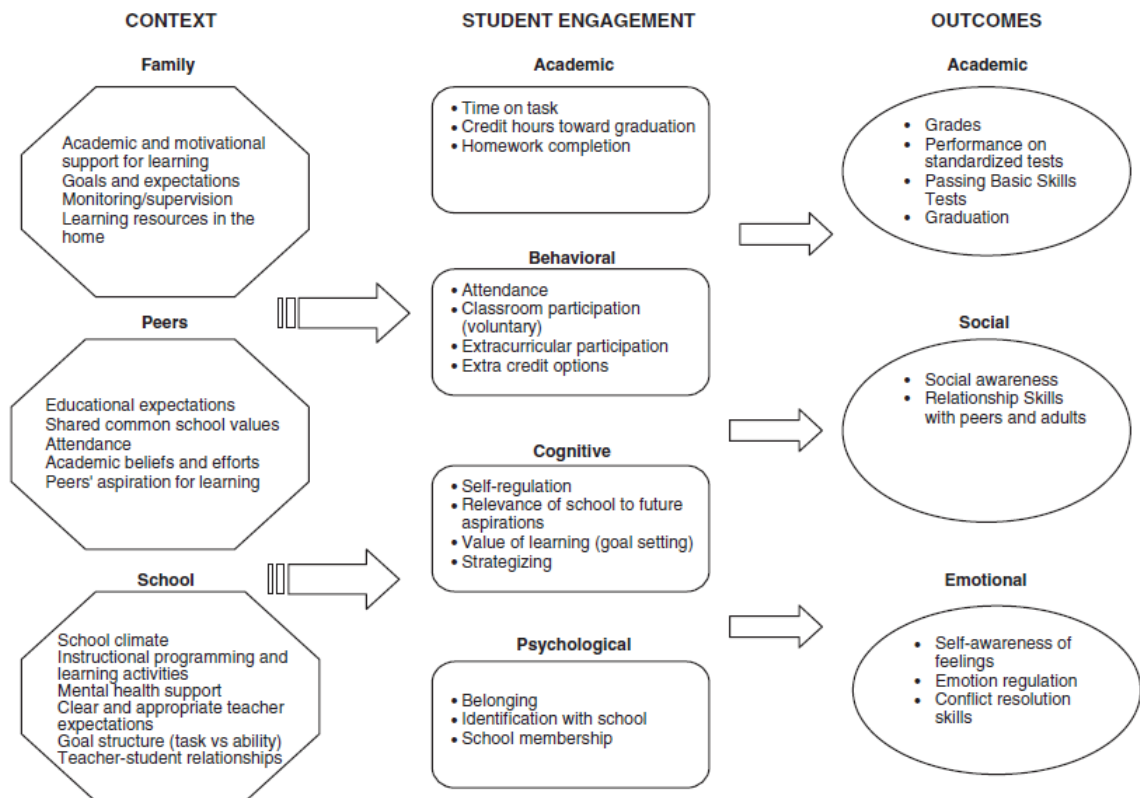 CONTEXT
Family
Academic and motivational
support for learning
Goals and expectations
Monitoring/supervision
Learning resources in the
home
Peers
Educational expectations
Shared common school values
Attendance
Academic beliefs and efforts
Peers' aspiration for learning
School
School climate
Instructional programming and
learning activities
Mental health support
Clear and appropriate teacher
expectations
Goal structure (task vs ability)
Teacher-student relationships
STUDENT ENGAGEMENT
Academic
• Time on task
• Credit hours toward graduation
• Homework completion
Behavioral
• Attendance
• Classroom participation
(voluntary)
• Extracurricular participation
• Extra credit options
Cognitive
• Self-regulation
• Relevance of school to future
aspirations
• Value of learning (goal setting)
• Strategizing
Psychological
• Belonging
• Identification with school
• School membership
OUTCOMES
Academic
• Grades
• Performance on
standardized tests
• Passing Basic Skills
Tests
• Graduation
Social
• Social awareness
• Relationship Skills
with peers and adults
Emotional
• Self-awareness of
feelings
• Emotion regulation
• Conflict resolution
skills